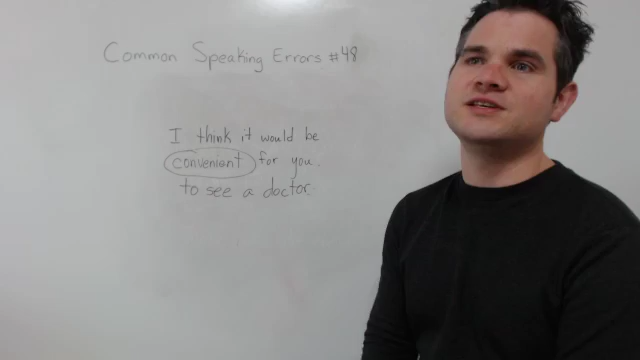 Common Speaking Errors #48
I think it would be
convenient for you.
to see a doctor.